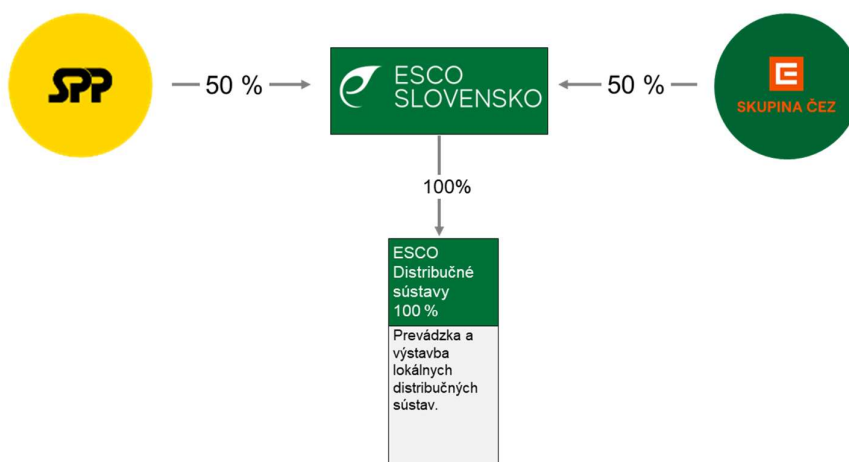 SPP
50 %
ESCO
SLOVENSKO
50 %
SKUPINA ČEZ
100%
ESCO
Distribučné
sústavy
100 %
Prevádzka a
výstavba
lokálnych
distribučných
sústav.